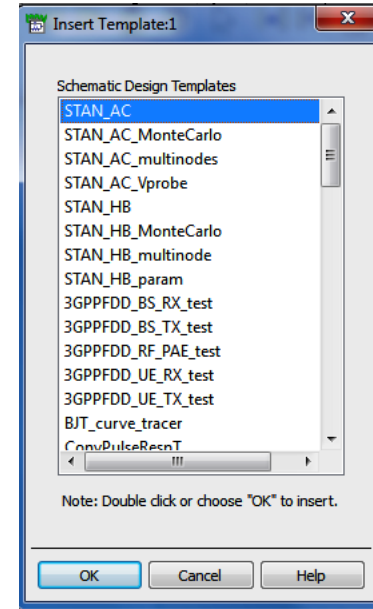 Insert Template:1
Schematic Design Templates
STAN_AC
STAN_AC_MonteCarlo
STAN_AC_multinodes
STAN_AC_Vprobe
STAN_HB
STAN_HB_MonteCarlo
STAN_HB_multinode
STAN_HB_param
3GPPFDD_BS_RX_test
3GPPFDD_BS_TX_test
3GPPFDD_RF_PAE_test
3GPPFDD_UE_RX_test
3GPPFDD_UE_TX_test
BJT_curve_tracer
ConvPulseRespT
Note: Double click or choose "OK" to insert.
OK Cancel Help